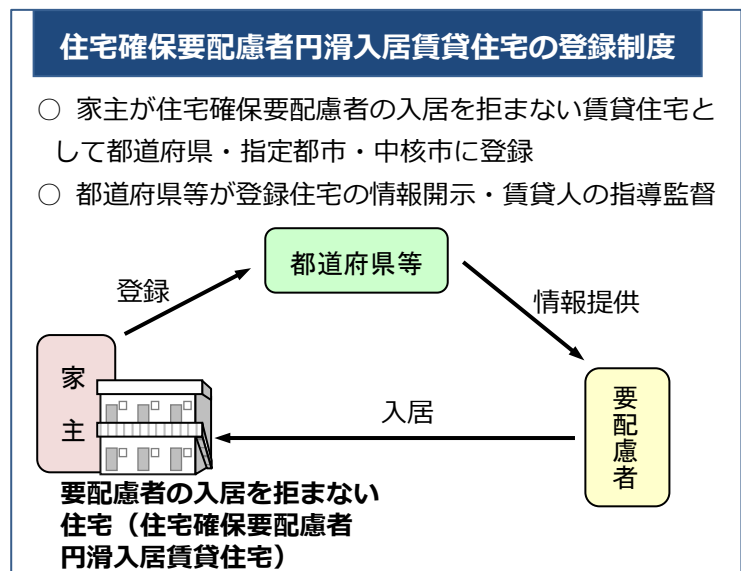 住宅確保要配慮者円滑入居賃貸住宅の登録制度
○ 家主が住宅確保要配慮者の入居を拒まない賃貸住宅と
して都道府県・指定都市・中核市に登録
○ 都道府県等が登録住宅の情報開示・賃貸人の指導監督
都道府県等
登録
情報提供
家主
入居
要配慮者
要配慮者の入居を拒まない
住宅（住宅確保要配慮者
円滑入居賃貸住宅）